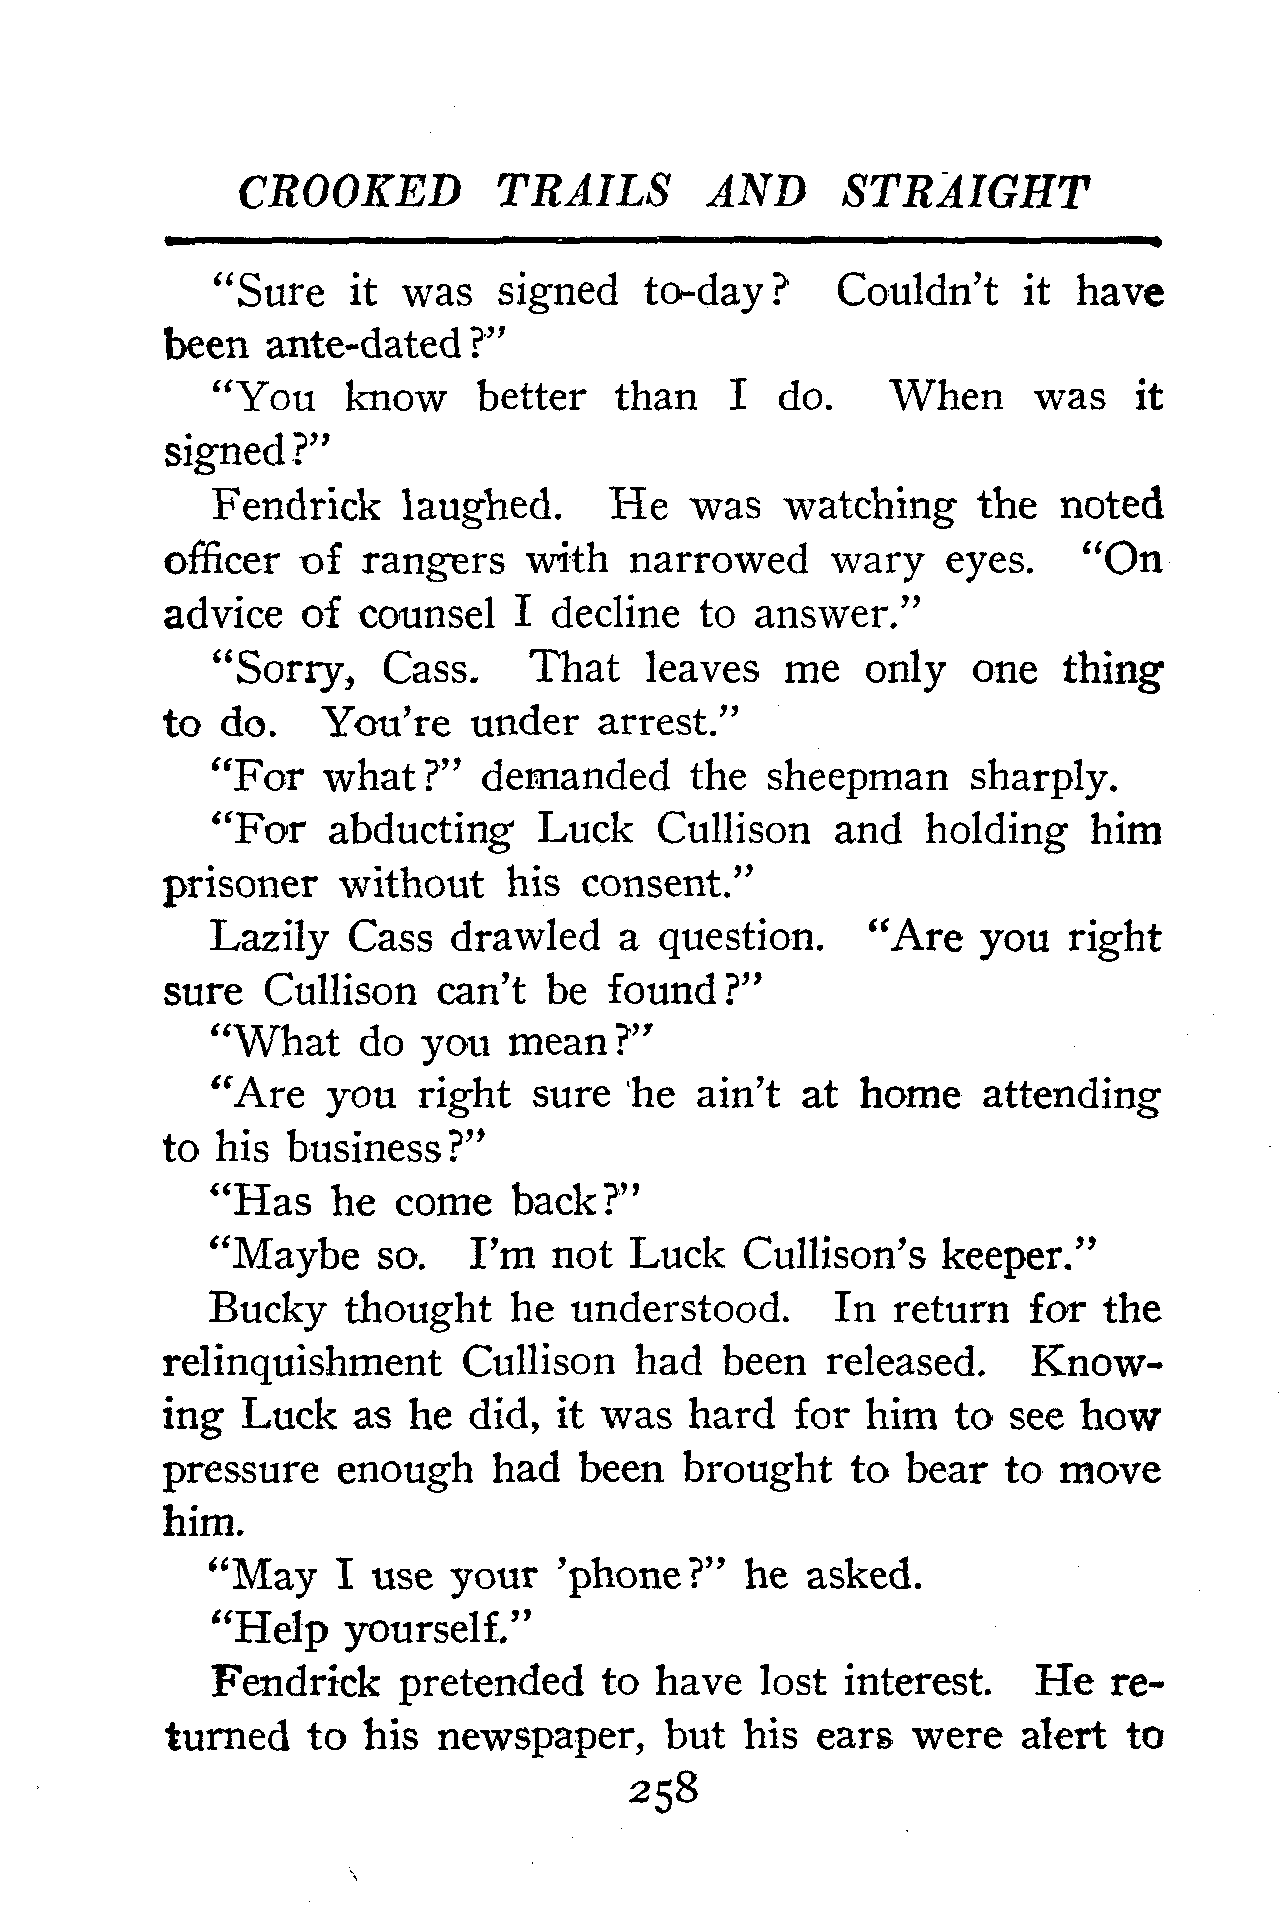 CROOKED TRAILS AND STRAIGHT
“Sure it was signed to-day? Couldn’t it have
been ante-dated?”
“You know better than I do. When was it
signed?”
Fendrick laughed. He was watching the noted
officer of rangers with narrowed wary eyes. “On
advice of counsel I decline to answer.”
“Sorry, Cass. That leaves me only one thing
to do. You’re under arrest.”
“For what?” demanded the sheepman sharply.
“For abducting Luck Cullison and holding him
prisoner without his consent.”
Lazily Cass drawled a question. “Are you right
sure Cullison can’t be found?”
“What do you mean?”
“Are you right sure he ain’t at home attending
to his business?”
“Has he come back?”
“Maybe so. I’m not Luck Cullison’s keeper.”
Bucky thought he understood. In return for the
relinquishment Cullison had been released. Know-
ing Luck as he did, it was hard for him to see how
pressure enough had been brought to bear to move
him.
“May I use your ’phone?” he asked.
“Help yourself.”
Fendrick pretended to have lost interest. He re-
turned to his newspaper, but his ears were alert to
258